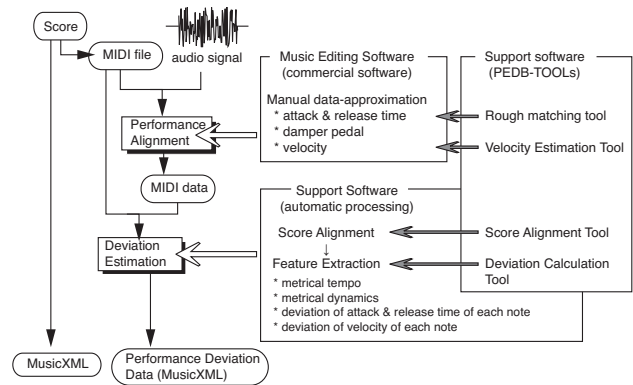 Score
MIDI file
audio signal
Performance
Alignment
MIDI data
Deviation
Estimation
MusicXML
Performance Deviation
Data (MusicXML)
Music Editing Software
(commercial software)
Manual data-approximation
* attack & release time
* damper pedal
* velocity
Support Software
(automatic processing)
Score Alignment
↓
Feature Extraction
* metrical tempo
* metrical dynamics
* deviation of attack & release time of each note
* deviation of velocity of each note
Support software
(PEDB-TOOLs)
Rough matching tool
Velocity Estimation Tool
Score Alignment Tool
Deviation Calculation
Tool